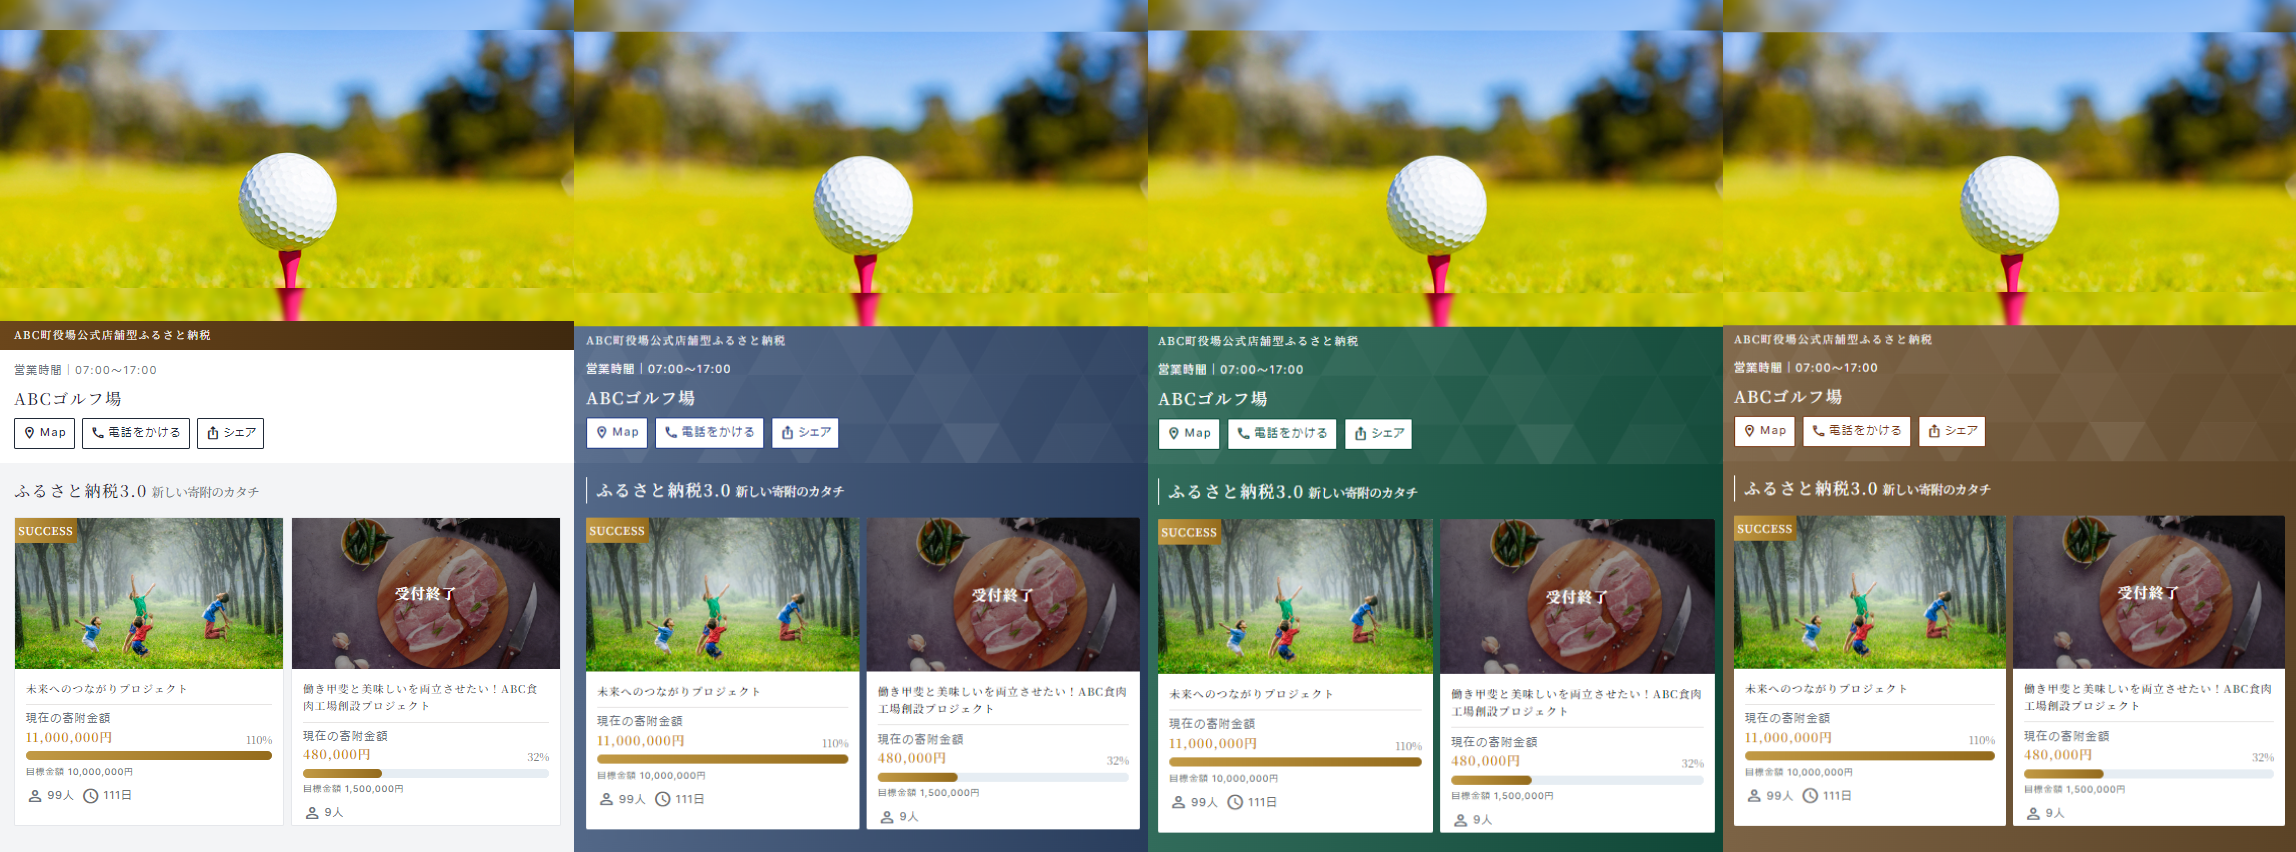 ABC町役場公式店舗型ふるさと納税
営業時間｜07:00〜17:00
ABCゴルフ場
Map
電話をかける
シェア
ふるさと納税3.0 新しい寄附のカタチ
SUCCESS
未来へのつながりプロジェクト
現在の寄附金額
11,000,000円
110%
目標金額 10,000,000円
99人
111日
受付終了
働き甲斐と美味しいを両立させたい！ABC食
肉工場創設プロジェクト
現在の寄附金額
480,000円
32%
目標金額 1,500,000円
9人
ABC町役場公式店舗型ふるさと納税
営業時間｜07:00〜17:00
ABCゴルフ場
Map
電話をかける
シェア
ふるさと納税3.0 新しい寄附のカタチ
SUCCESS
未来へのつながりプロジェクト
現在の寄附金額
11,000,000円
110%
目標金額 10,000,000円
99人
111日
受付終了
働き甲斐と美味しいを両立させたい！ABC食肉
工場創設プロジェクト
現在の寄附金額
480,000円
32%
目標金額 1,500,000円
9人
ABC町役場公式店舗型ふるさと納税
営業時間｜07:00〜17:00
ABCゴルフ場
Map
電話をかける
シェア
ふるさと納税3.0 新しい寄附のカタチ
SUCCESS
未来へのつながりプロジェクト
現在の寄附金額
11,000,000円
110%
目標金額 10,000,000円
99人
111日
受付終了
働き甲斐と美味しいを両立させたい！ABC食肉
工場創設プロジェクト
現在の寄附金額
480,000円
32%
目標金額 1,500,000円
9人
ABC町役場公式店舗型ふるさと納税
営業時間｜07:00〜17:00
ABCゴルフ場
Map
電話をかける
シェア
ふるさと納税3.0 新しい寄附のカタチ
SUCCESS
未来へのつながりプロジェクト
現在の寄附金額
11,000,000円
110%
目標金額 10,000,000円
99人
111日
受付終了
働き甲斐と美味しいを両立させたい！ABC食肉
工場創設プロジェクト
現在の寄附金額
480,000円
32%
目標金額 1,500,000円
9人